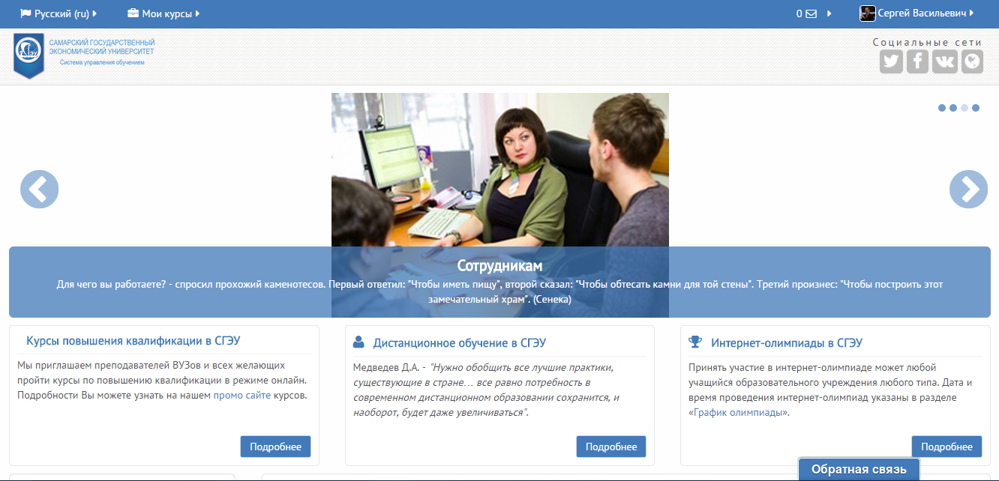 Русский (ru)
Мои курсы
0
Сергей Васильевич
САМАРСКИЙ ГОСУДАРСТВЕННЫЙ
ЭКОНОМИЧЕСКИЙ УНИВЕРСИТЕТ
Система управления обучением
Социальные сети
Сотрудникам
Для чего вы работаете? - спросил прохожий каменотесов. Первый ответил: "Чтобы иметь пищу", второй сказал: "Чтобы обтесать камни для той стены". Третий произнес: "Чтобы построить этот
замечательный храм". (Сенека)
Курсы повышения квалификации в СГЭУ
Мы приглашаем преподавателей ВУЗов и всех желающих
пройти курсы по повышению квалификации в режиме онлайн.
Подробности Вы можете узнать на нашем промо сайте курсов.
Подробнее
Дистанционное обучение в СГЭУ
Медведев Д.А. - "Нужно обобщить все лучшие практики,
существующие в стране… все равно потребность в
современном дистанционном образовании сохранится, и
наоборот, будет даже увеличиваться".
Подробнее
Интернет-олимпиады в СГЭУ
Принять участие в интернет-олимпиаде может любой
учащийся образовательного учреждения любого типа. Дата и
время проведения интернет-олимпиад указаны в разделе
«График олимпиады».
Подробнее
Обратная связь